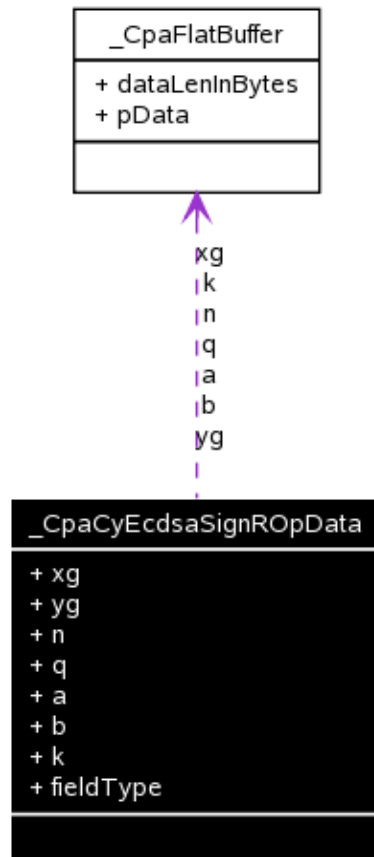 _CpaFlatBuffer
+ dataLenInBytes
+ pData
xg
k
n
q
a
b
yg
_CpaCyEcdsaSignROpData
+ xg
+ yg
+ n
+ q
+ a
+ b
+ k
+ fieldType